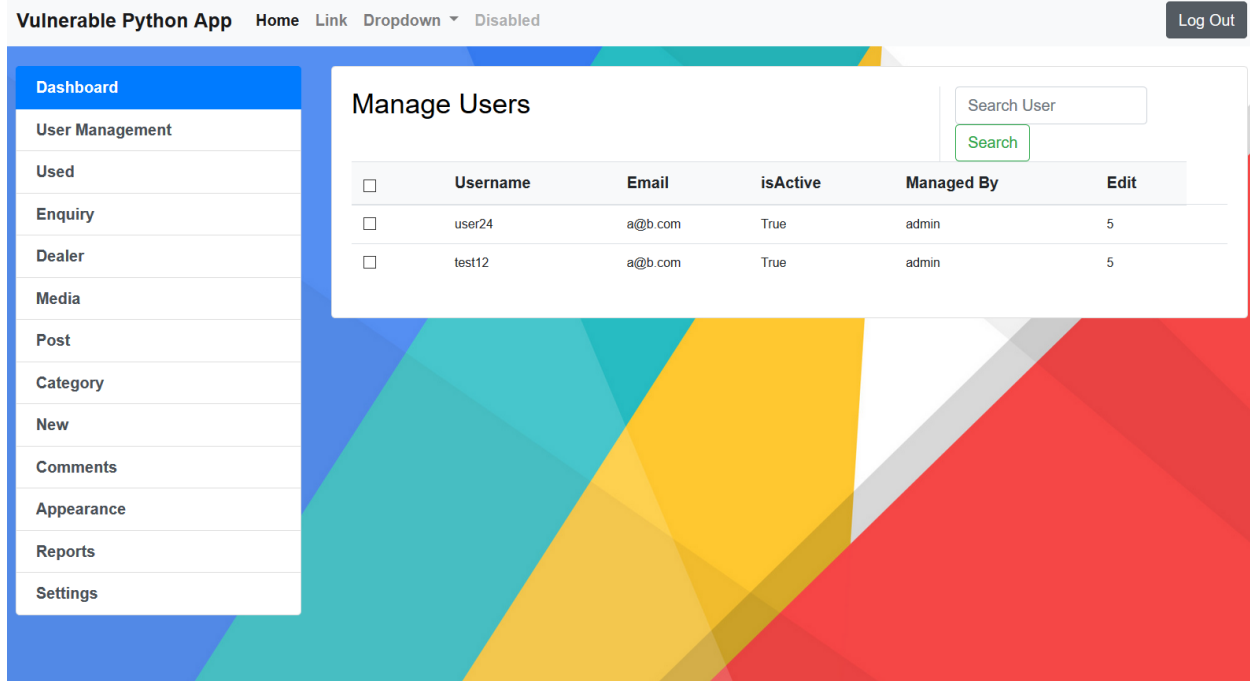 Vulnerable Python App Home Link Dropdown Disabled Log Out
Dashboard
User Management
Used
Enquiry
Dealer
Media
Post
Category
New
Comments
Appearance
Reports
Settings
Manage Users
Search User
Search
Username Email isActive Managed By Edit
user24 a@b.com True admin 5
test12 a@b.com True admin 5